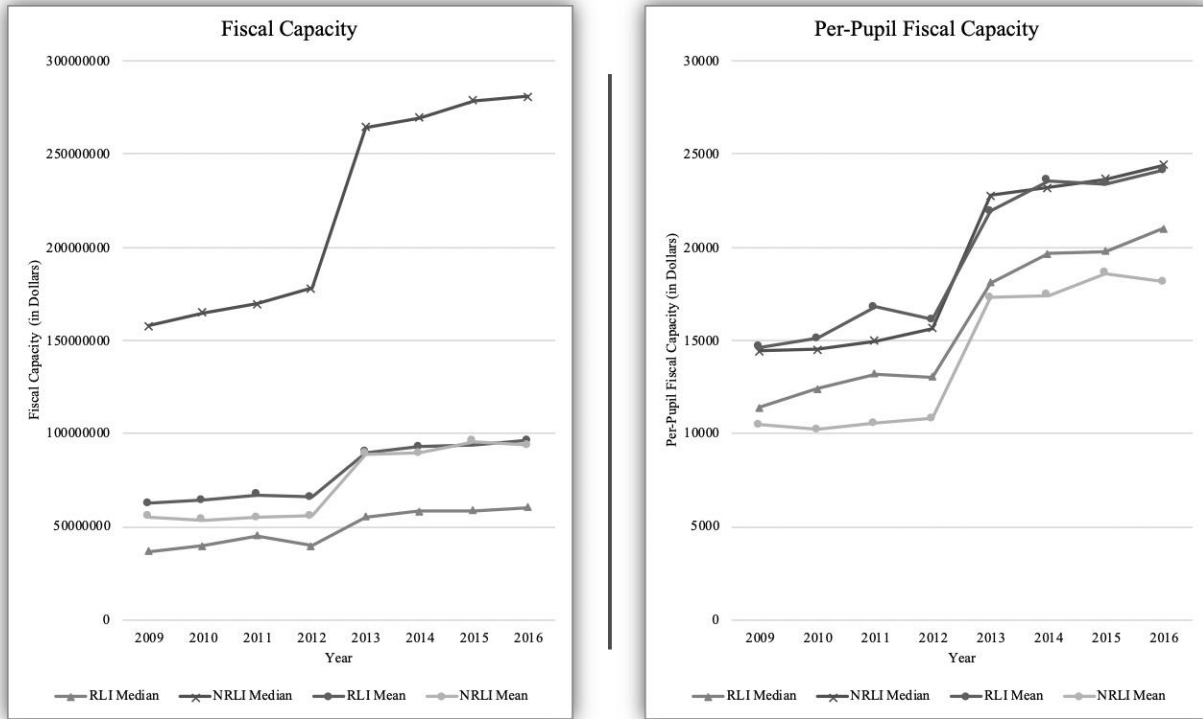 Fiscal Capacity
300000000
250000000
200000000
150000000
100000000
50000000
0
Fiscal Capacity (in Dollars)
2009 2010 2011 2012 2013 2014 2015 2016
Year
RLI Median NRLI Median RLI Mean NRLI Mean
Per-Pupil Fiscal Capacity
30000
25000
20000
15000
10000
5000
0
Per-Pupil Fiscal Capacity (in Dollars)
2009 2010 2011 2012 2013 2014 2015 2016
Year
RLI Median NRLI Median RLI Mean NRLI Mean